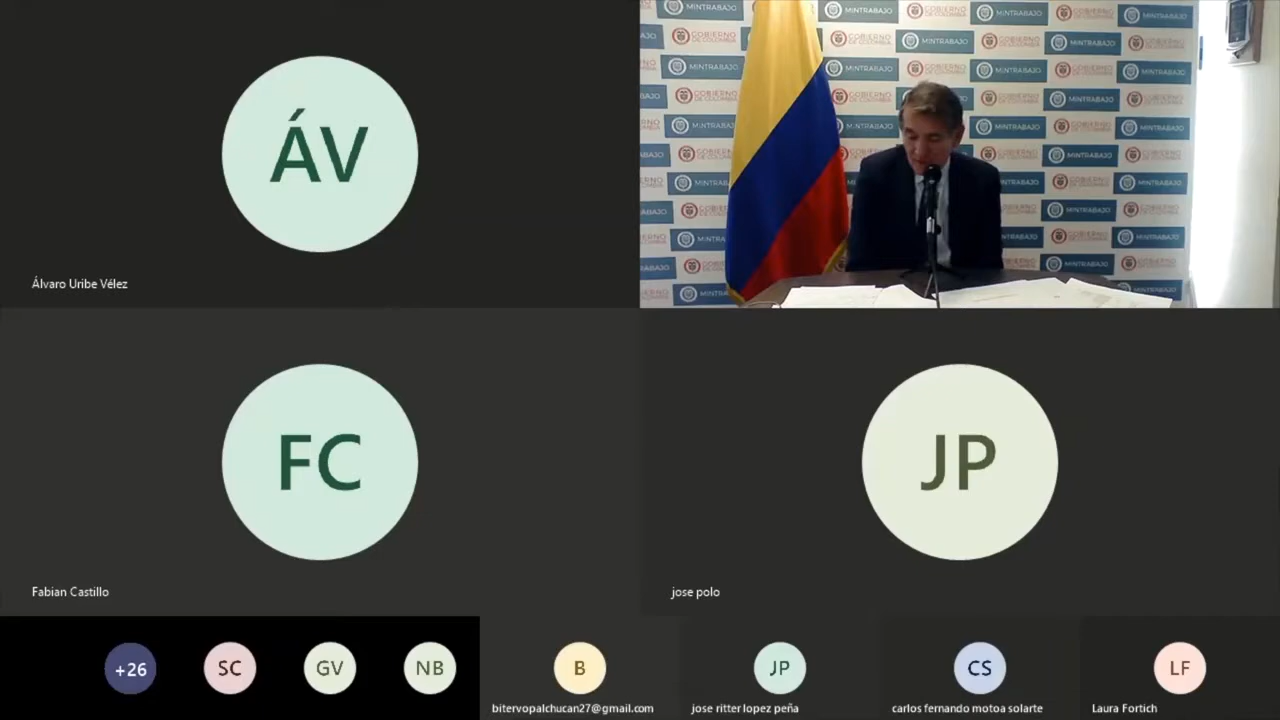 ÁV
Álvaro Uribe Vélez
MINTRABAJO
GOBIERNO
DE COLOMBIA
FC
Fabian Castillo
JP
jose polo
+26
SC
GV
NB
B
bitervopalchucan27@gmail.com
JP
jose ritter lopez peña
CS
carlos fernando motoa solarte
LF
Laura Fortich